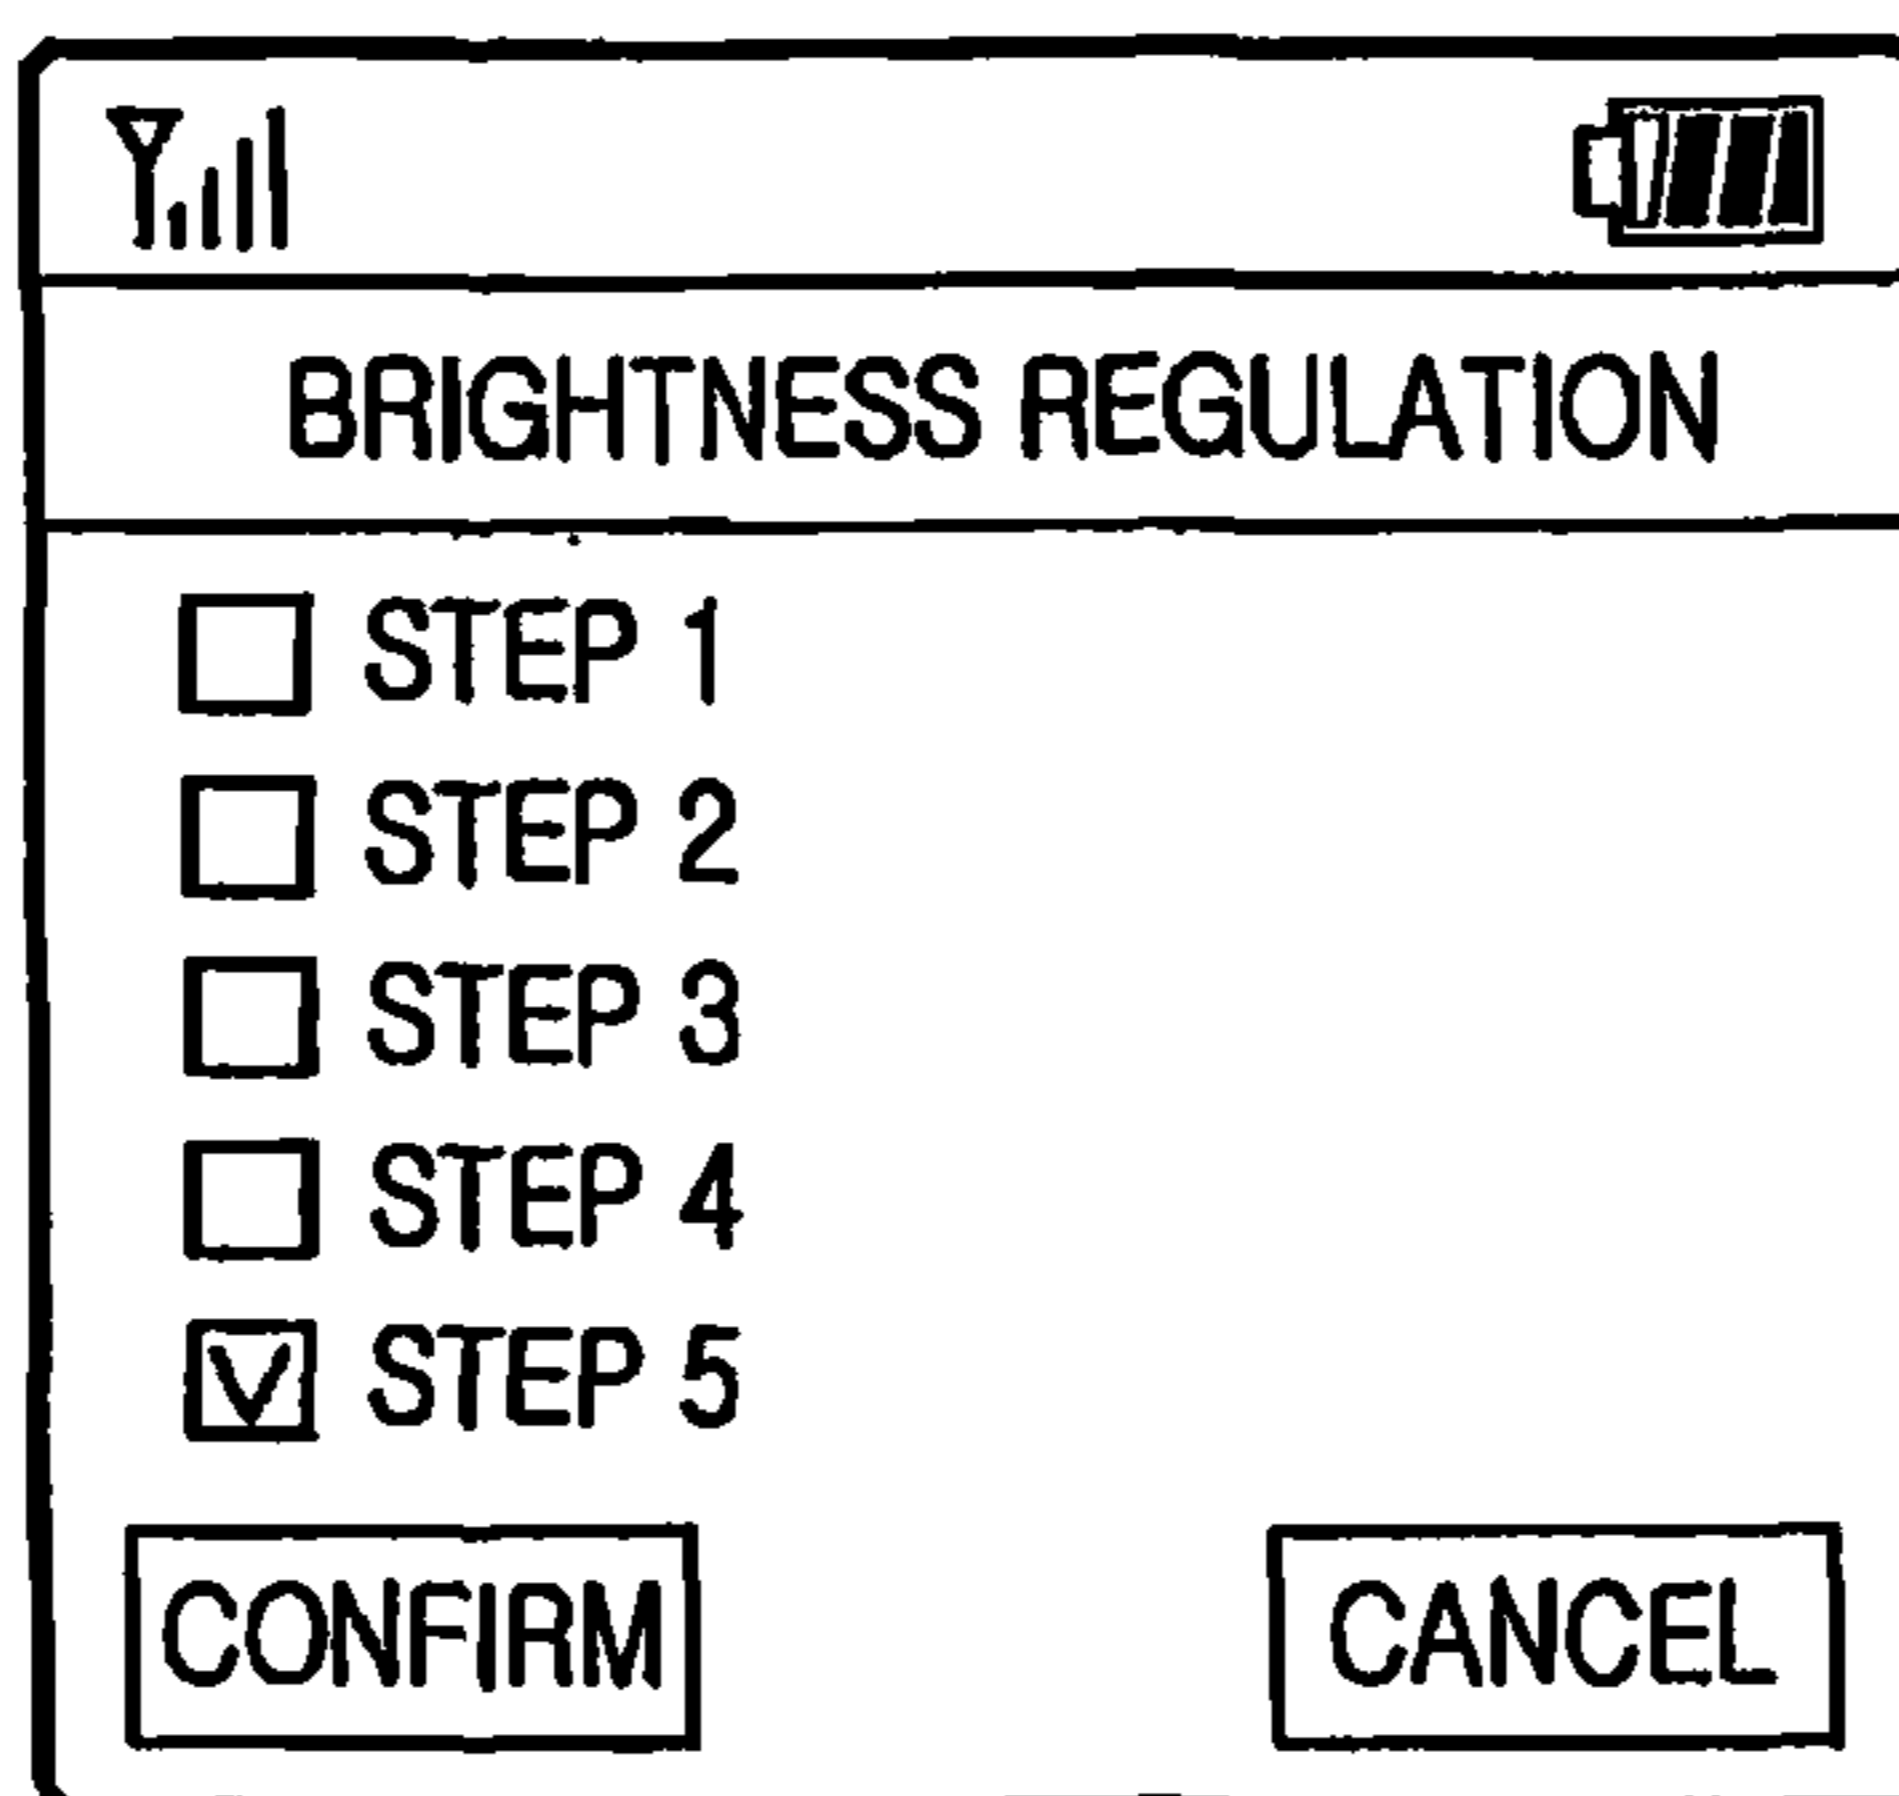 BRIGHTNESS REGULATION
STEP 1
STEP 2
STEP 3
STEP 4
STEP 5
CONFIRM CANCEL